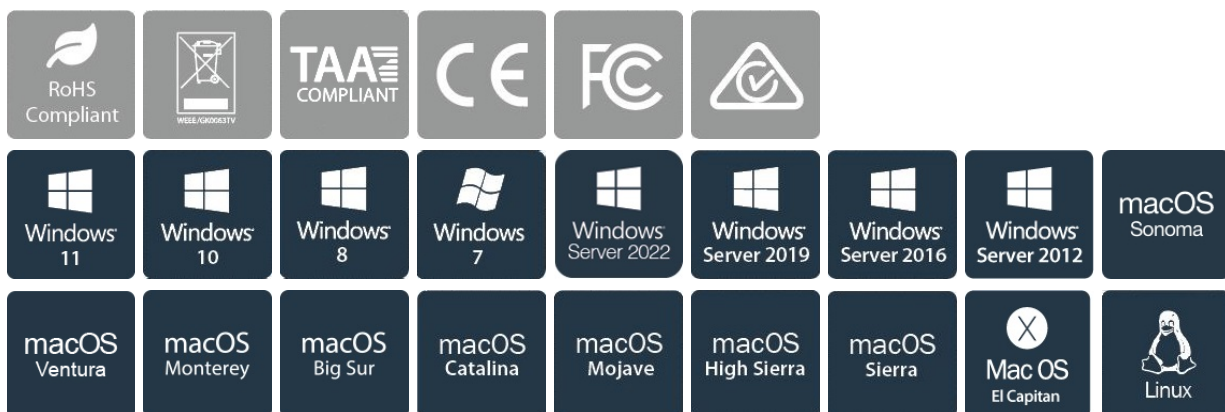 RoHS
Compliant
WEEE/GK0063TV
TAA
COMPLIANT
CE
FC
Windows
11
Windows
10
Windows
8
Windows
7
Windows
Server 2022
Windows
Server 2019
Windows
Server 2016
Windows
Server 2012
macOS
Sonoma
macOS
Ventura
macOS
Monterey
macOS
Big Sur
macOS
Catalina
macOS
Mojave
macOS
High Sierra
macOS
Sierra
X
Mac OS
El Capitan
Linux